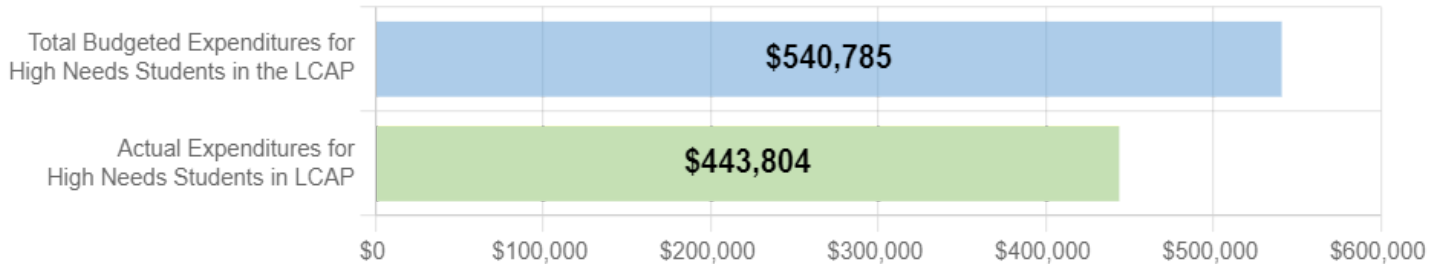 Total Budgeted Expenditures for
High Needs Students in the LCAP
$540,785
Actual Expenditures for
High Needs Students in LCAP
$443,804
$0 $100,000 $200,000 $300,000 $400,000 $500,000 $600,000